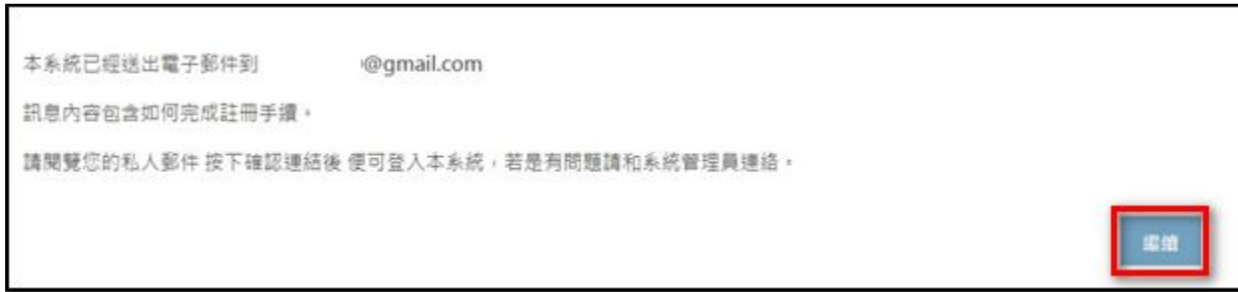 本系統已經送出電子郵件到 @gmail.com
訊息內容包含如何完成註冊手續。
請閱覽您的私人郵件 按下確認連結後 便可登入本系統，若是有問題請和系統管理員連絡。
繼續